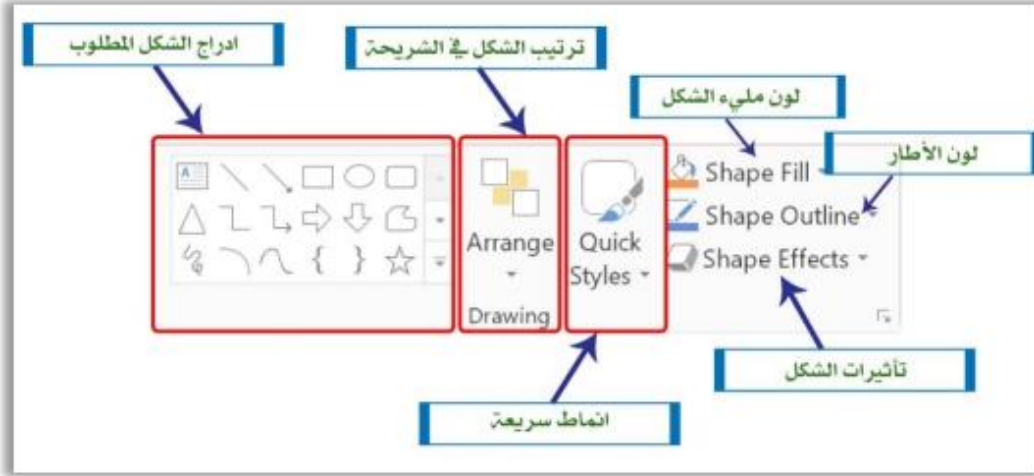 ادراج الشكل المطلوب
ترتيب الشكل في الشريحة
لون مليء الشكل
لون الأطار
A
Shape Fill
Shape Outline
Shape Effects
Arrange
Quick
Styles
Drawing
تأثيرات الشكل
انماط سريعة